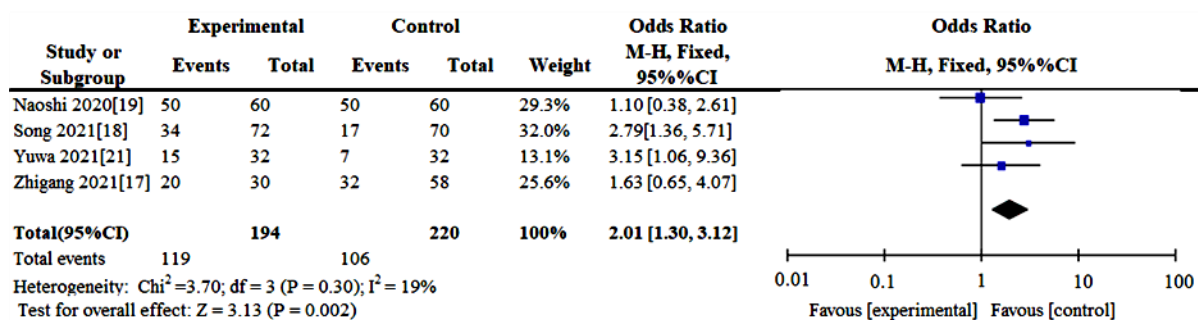 Experimental Control Odds Ratio Odds Ratio
Study or Subgroup Events Total Events Total Weight M-H, Fixed, 95%%CI M-H, Fixed, 95%%CI
Naoshi 2020[19] 50 60 50 60 29.3% 1.10 [0.38, 2.61]
Song 2021[18] 34 72 17 70 32.0% 2.79[1.36, 5.71]
Yuwa 2021[21] 15 32 7 32 13.1% 3.15 [1.06, 9.36]
Zhigang 2021[17] 20 30 32 58 25.6% 1.63 [0.65, 4.07]
Total(95%CI) 194 220 100% 2.01 [1.30, 3.12]
Total events 119 106
Heterogeneity: Chi² =3.70; df = 3 (P = 0.30); I² = 19%
Test for overall effect: Z = 3.13 (P = 0.002)
0.01 0.1 1 10 100
Favous [experimental] Favous [control]